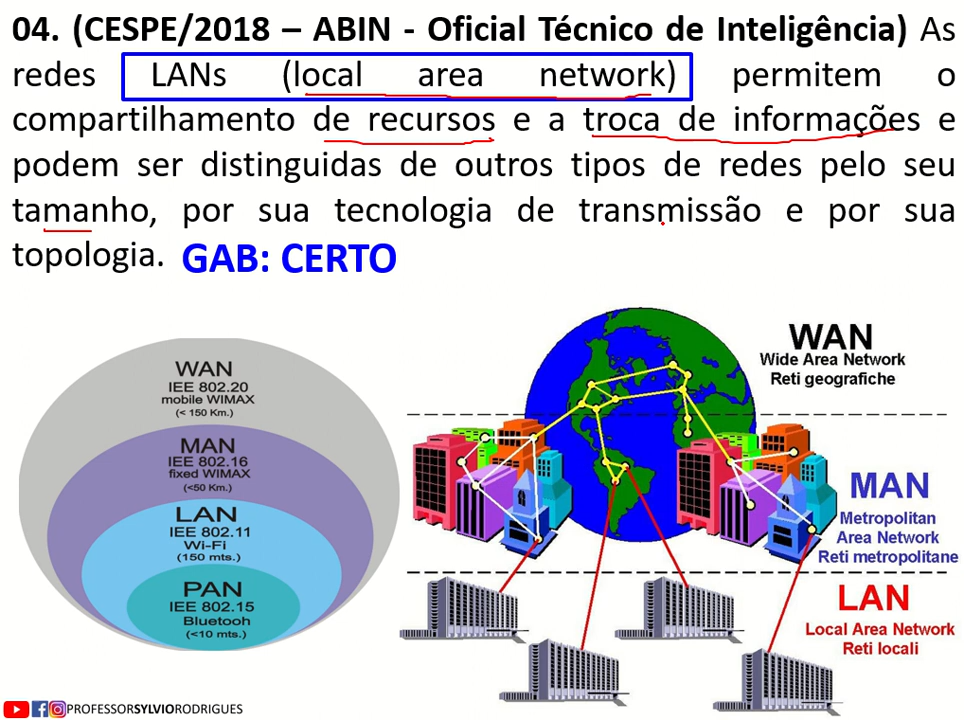 04. (CESPE/2018 – ABIN - Oficial Técnico de Inteligência) As
redes LANs (local area network) permitem o
compartilhamento de recursos e a troca de informações e
podem ser distinguidas de outros tipos de redes pelo seu
tamanho, por sua tecnologia de transmissão e por sua
topologia. GAB: CERTO
WAN
IEE 802.20
mobile WIMAX
(< 150 Km.)
MAN
IEE 802.16
fixed WIMAX
(<50 Km.)
LAN
IEE 802.11
Wi-Fi
(150 mts.)
PAN
IEE 802.15
Bluetooh
(<10 mts.)
WAN
Wide Area Network
Reti geografiche
MAN
Metropolitan
Area Network
Reti metropolitane
LAN
Local Area Network
Reti locali
PROFESSORSYLVIORODRIGUES